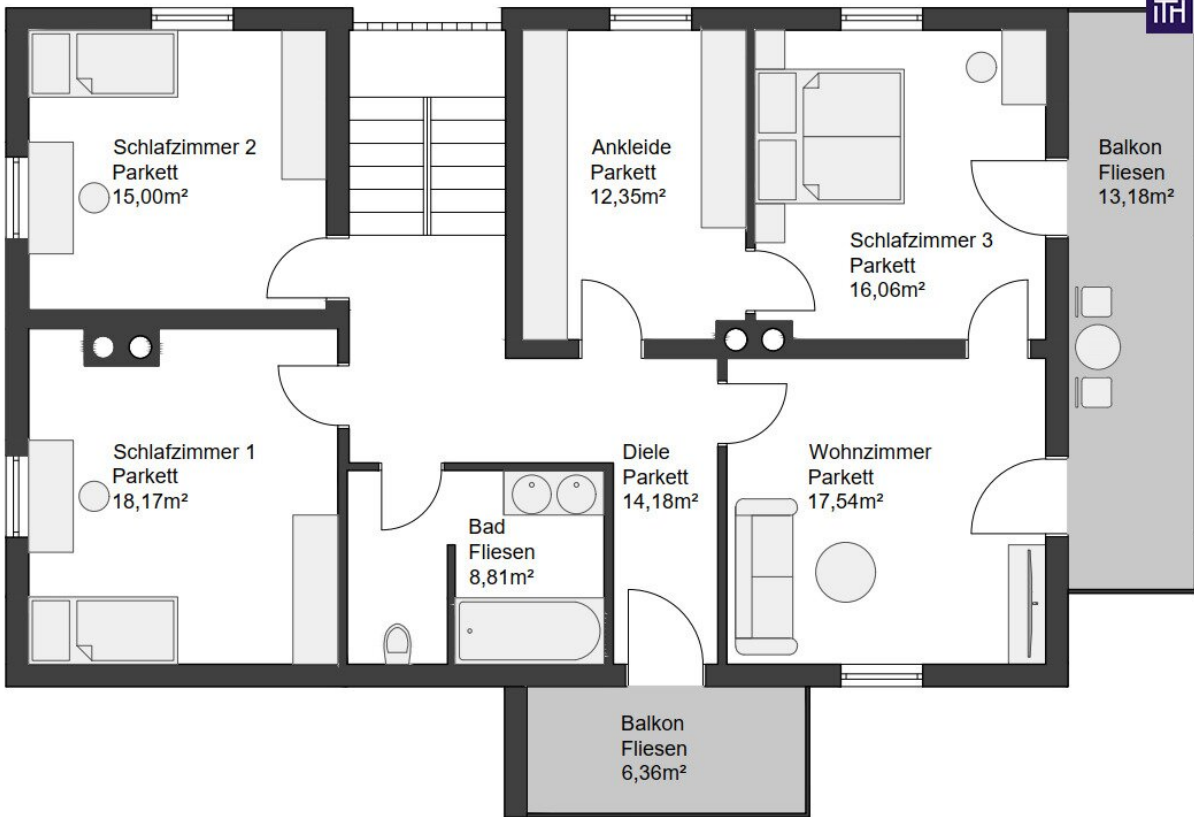 iTH
Schlafzimmer 2
Parkett
15,00m²
Ankleide
Parkett
12,35m²
Schlafzimmer 3
Parkett
16,06m²
Balkon
Fliesen
13,18m²
Schlafzimmer 1
Parkett
18,17m²
Bad
Fliesen
8,81m²
Diele
Parkett
14,18m²
Wohnzimmer
Parkett
17,54m²
Balkon
Fliesen
6,36m²